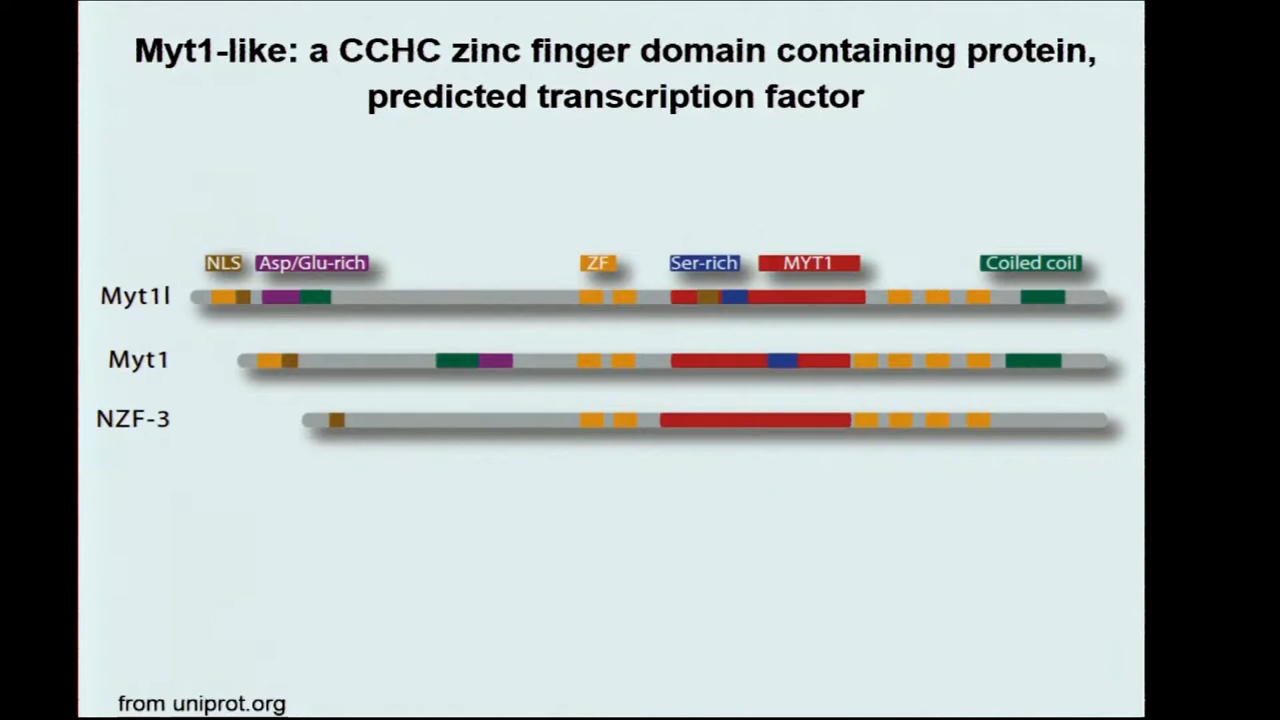 Myt1-like: a CCHC zinc finger domain containing protein,
predicted transcription factor
NLS Asp/Glu-rich ZF Ser-rich MYT1 Coiled coil
Myt1l
Myt1
NZF-3
from uniprot.org